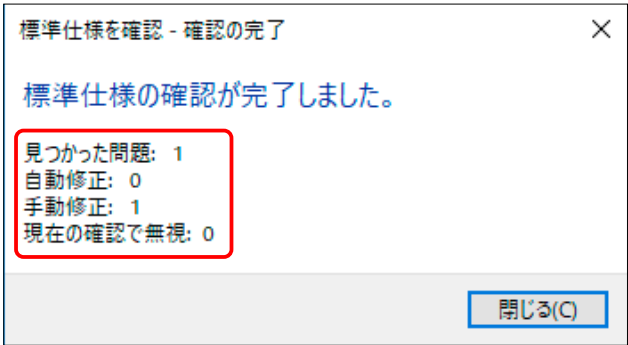 標準仕様を確認 - 確認の完了
標準仕様の確認が完了しました。
見つかった問題: 1
自動修正: 0
手動修正: 1
現在の確認で無視: 0
閉じる(C)